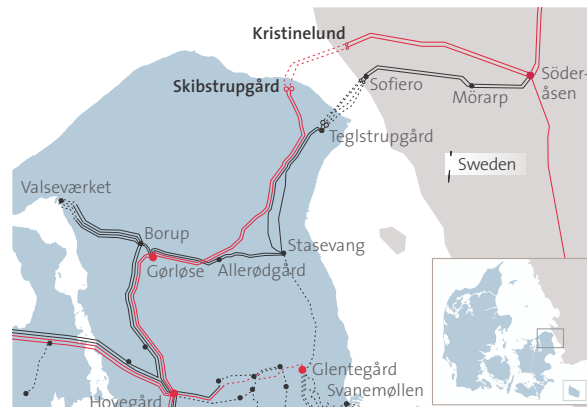 Kristinelund
Skibstrupgård
Sofiero
Söder-
åsen
Mörarp
Teglstrupgård
Sweden
Valseværket
Borup
Stasevang
Gørløse
Allerødgård
Glentegård
Svanemøllen
Hovegård